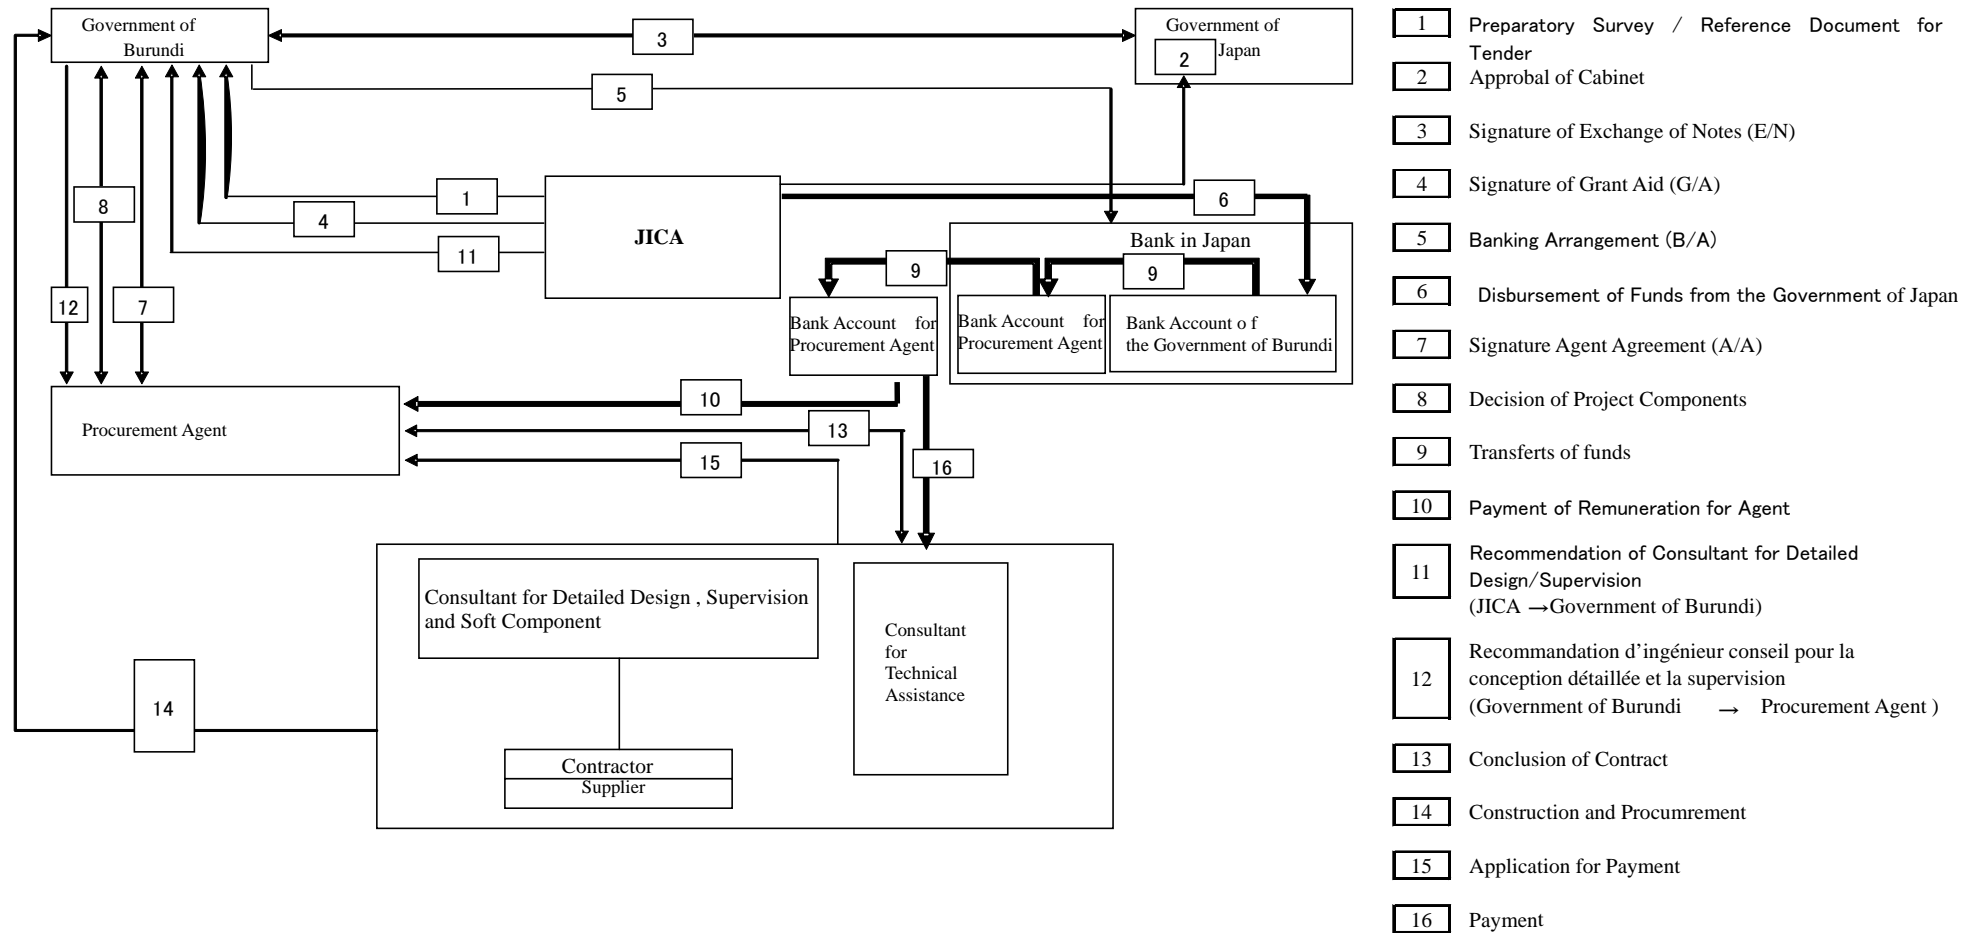 Government of
Burundi
3
Government of
Japan
2
5
1
4
11
JICA
6
8
12
7
Bank in Japan
9
9
Bank Account for
Procurement Agent
Bank Account for
Procurement Agent
Bank Account o f
the Government of Burundi
Procurement Agent
10
13
15
16
Consultant for Detailed Design , Supervision
and Soft Component
Consultant
for
Technical
Assistance
14
Contractor
Supplier
1 Preparatory Survey / Reference Document for
Tender
2 Approbal of Cabinet
3 Signature of Exchange of Notes (E/N)
4 Signature of Grant Aid (G/A)
5 Banking Arrangement (B/A)
6 Disbursement of Funds from the Government of Japan
7 Signature Agent Agreement (A/A)
8 Decision of Project Components
9 Transferts of funds
10 Payment of Remuneration for Agent
11 Recommendation of Consultant for Detailed
Design/Supervision
(JICA →Government of Burundi)
12 Recommandation d’ingénieur conseil pour la
conception détaillée et la supervision
(Government of Burundi → Procurement Agent )
13 Conclusion of Contract
14 Construction and Procumrement
15 Application for Payment
16 Payment